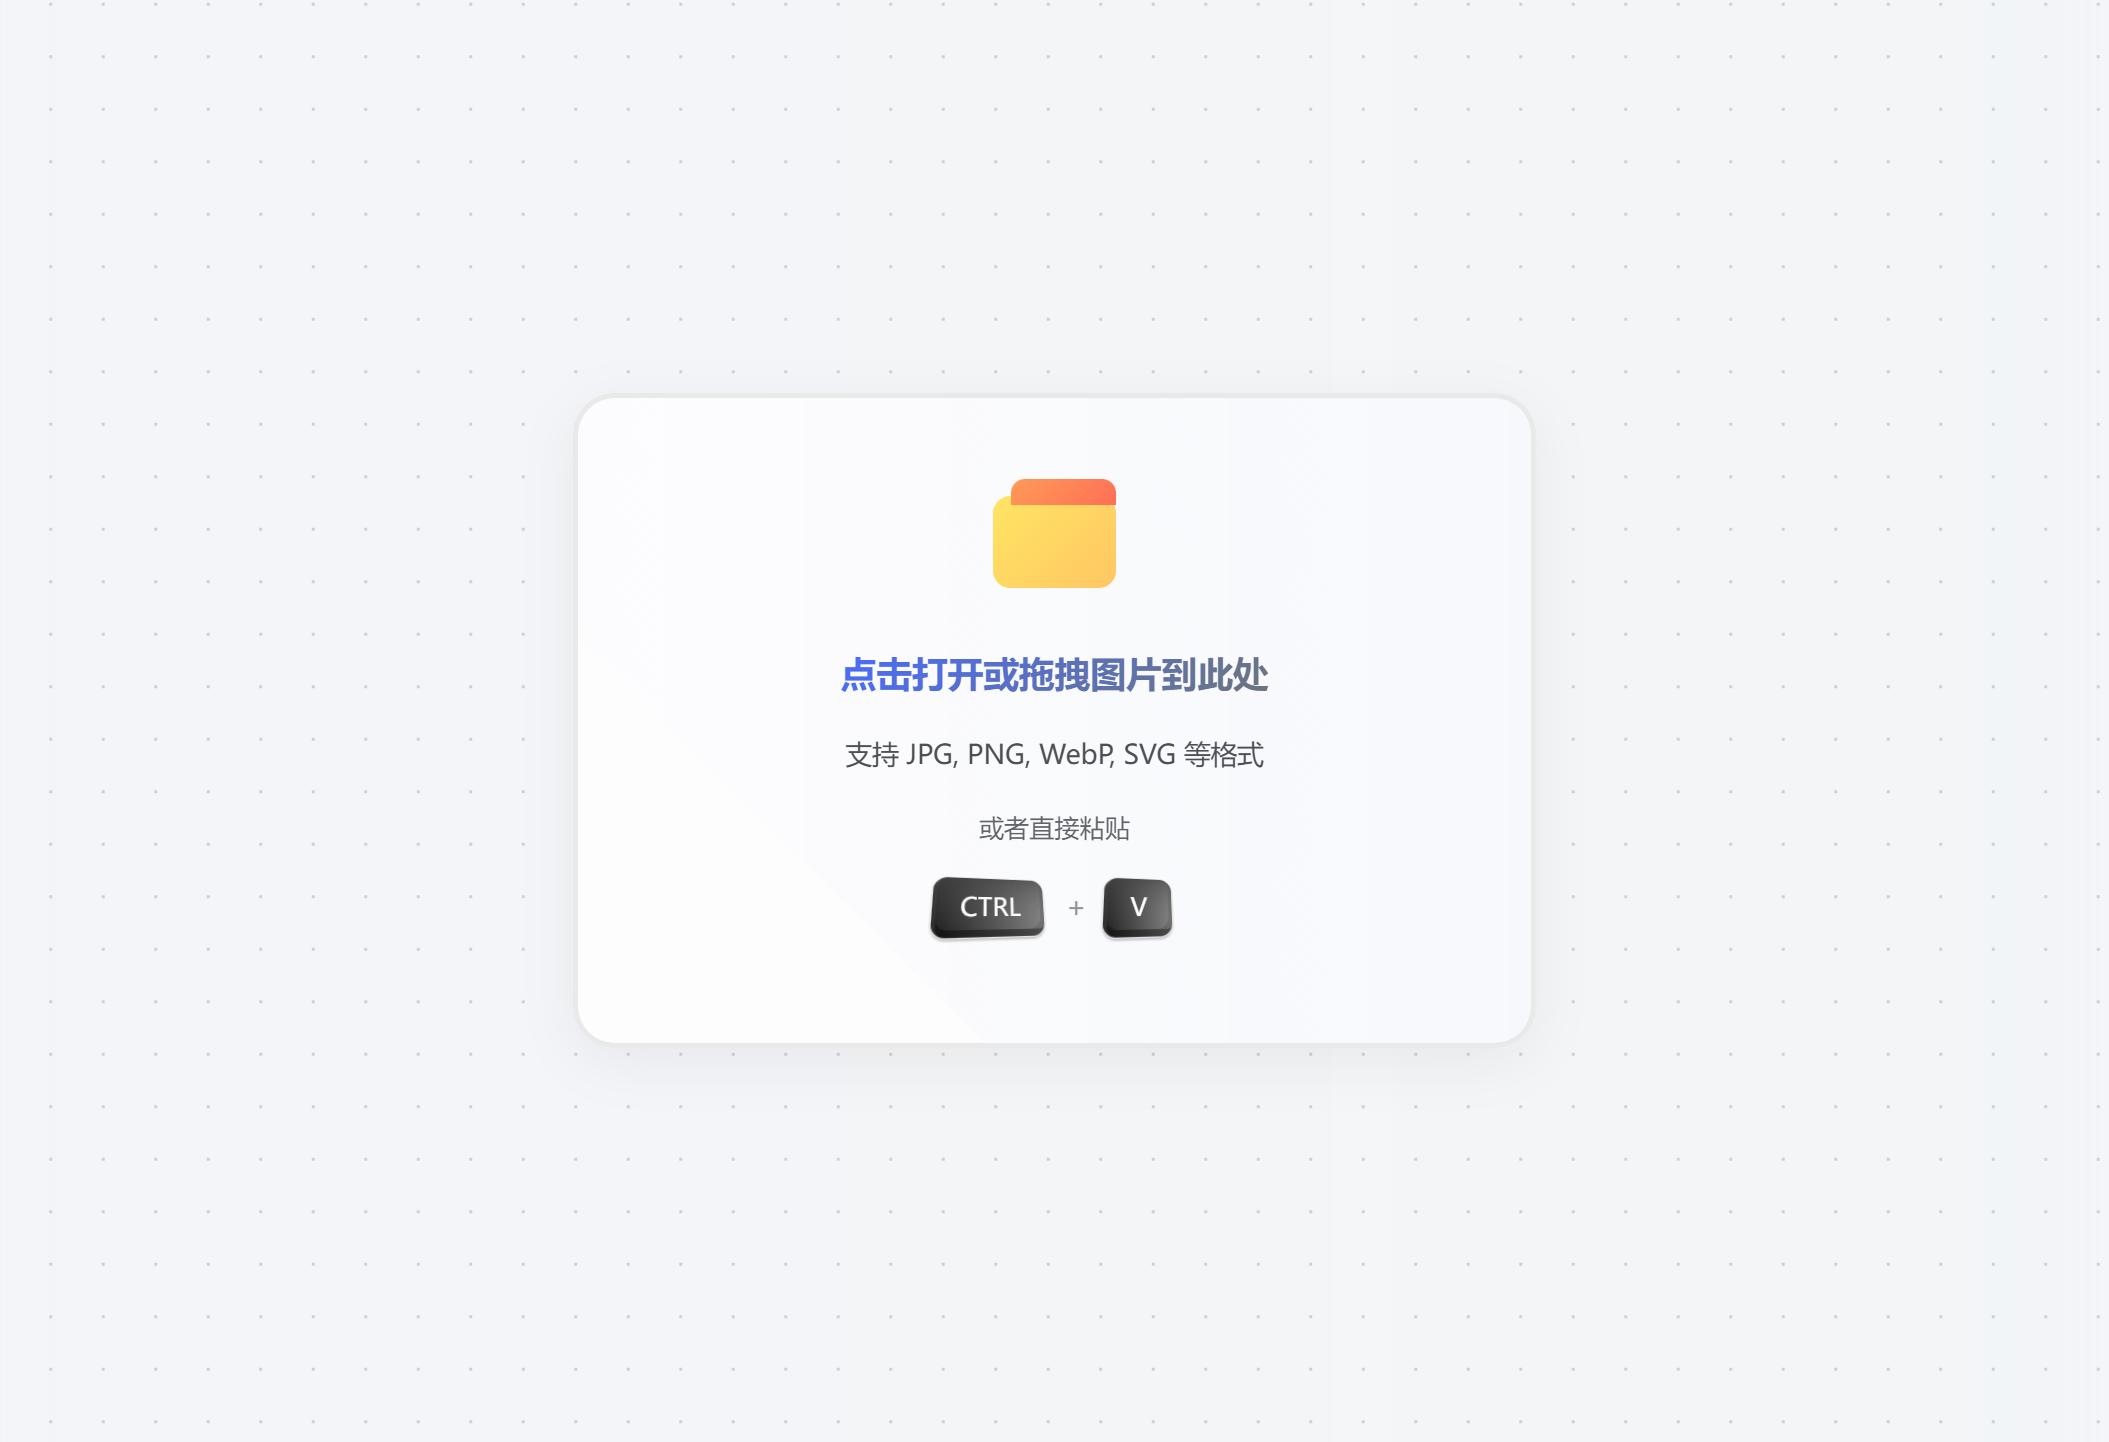 点击打开或拖拽图片到此处
支持 JPG, PNG, WebP, SVG 等格式
或者直接粘贴
CTRL + V